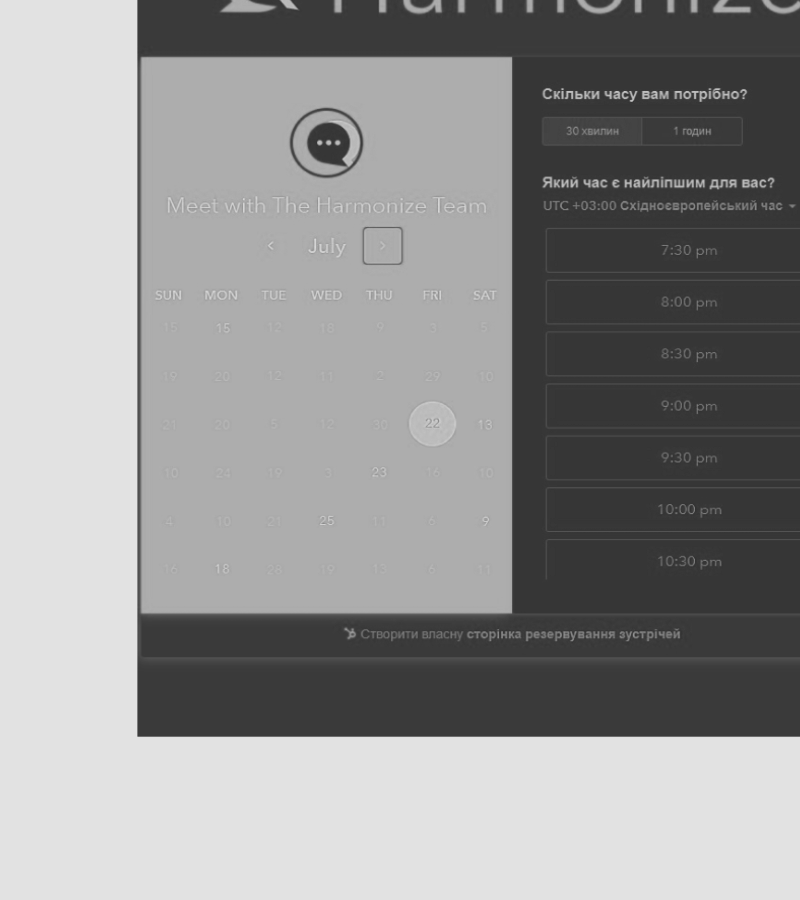 Harmonize
Meet with The Harmonize Team
July
SUN MON TUE WED THU FRI SAT
15 15 12 18 9 3 5
19 20 12 11 2 29 10
21 20 5 12 30 22 13
10 24 19 3 23 16 10
4 10 21 25 11 6 9
16 18 28 19 13 6 11
Скільки часу вам потрібно?
30 хвилин 1 годин
Який час є найліпшим для вас?
UTC +03:00 Східноєвропейський час
7:30 pm
8:00 pm
8:30 pm
9:00 pm
9:30 pm
10:00 pm
10:30 pm
Створити власну сторінка резервування зустрічей